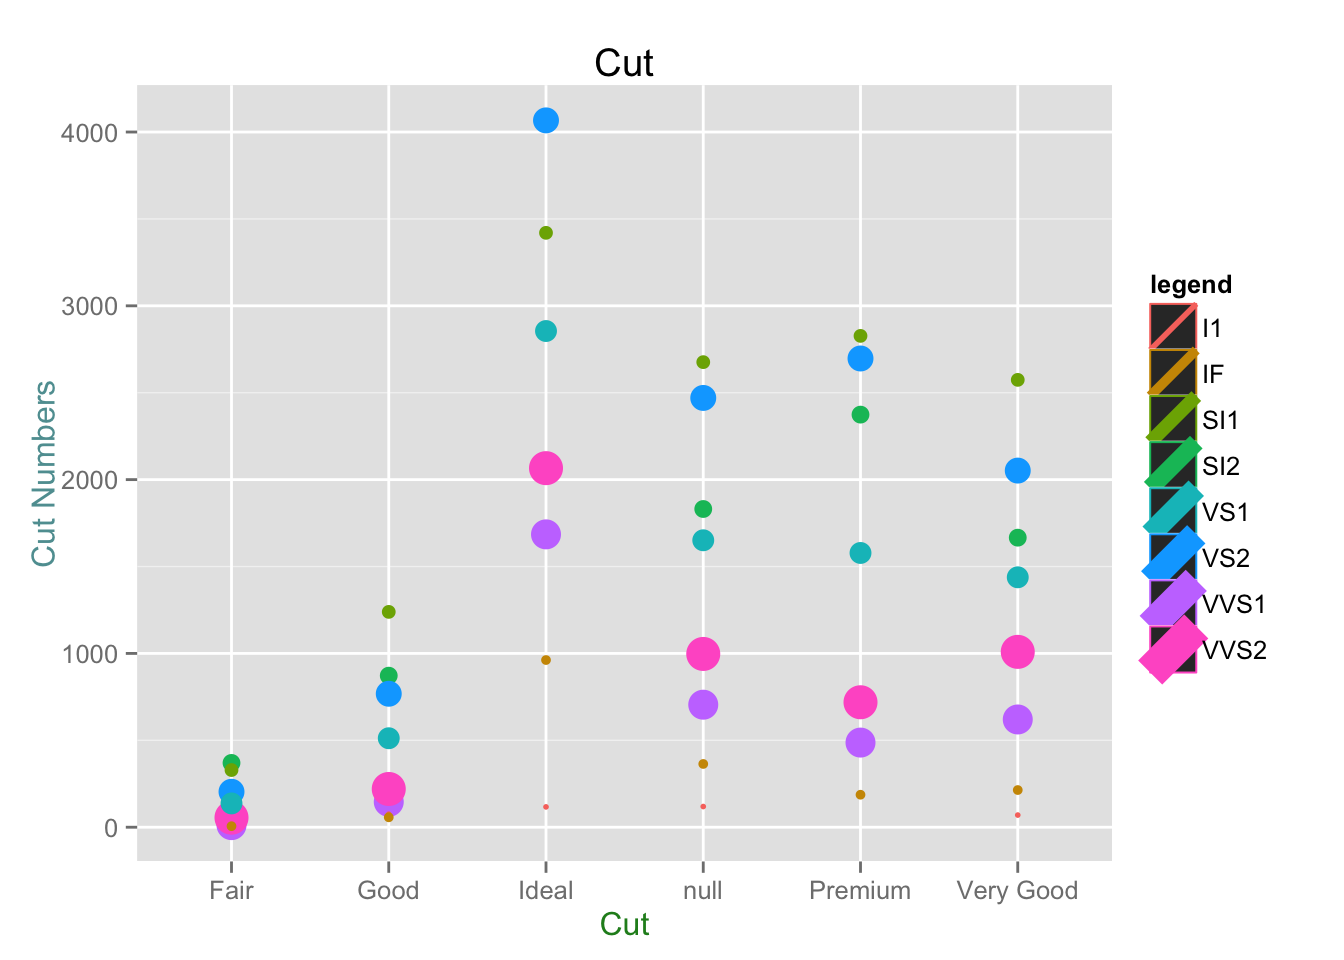 Cut
4000
3000
2000
1000
0
Cut Numbers
Fair Good Ideal null Premium Very Good
Cut
legend
I1
IF
SI1
SI2
VS1
VS2
VVS1
VVS2